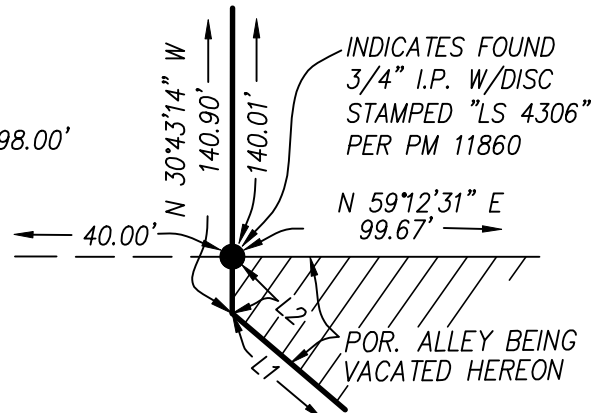 INDICATES FOUND
3/4" I.P. W/DISC
STAMPED "LS 4306"
PER PM 11860
98.00'
N 30°43'14" W
140.90'
140.01'
N 59°12'31" E
99.67'
40.00'
L2
L1
POR. ALLEY BEING
VACATED HEREON